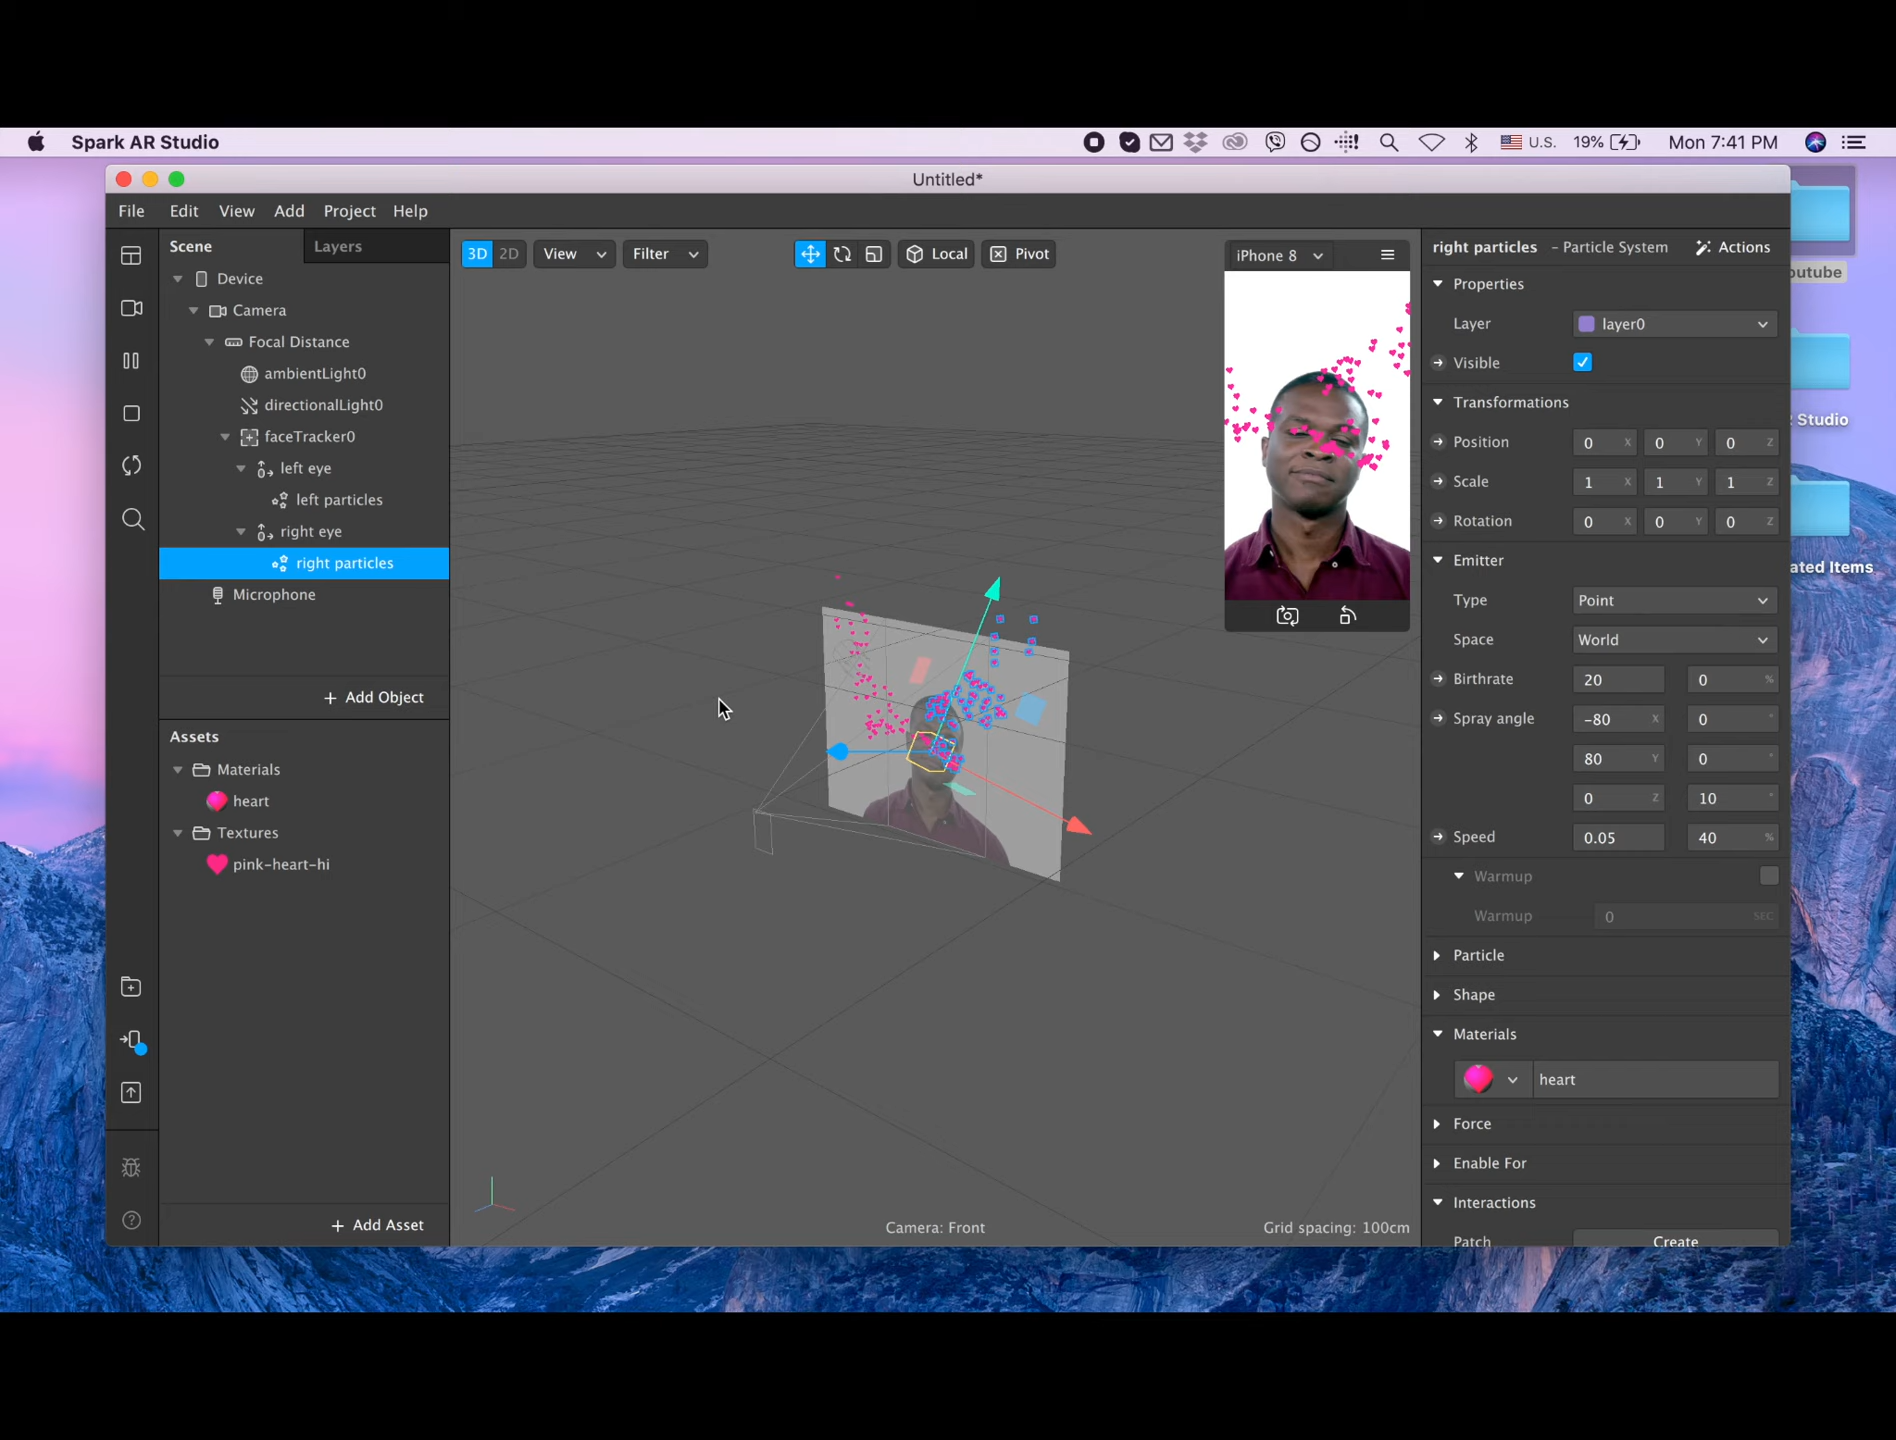 Spark AR Studio
U.S.
19%
Mon 7:41 PM
Untitled*
File Edit View Add Project Help
Scene
Layers
Device
Camera
Focal Distance
ambientLight0
directionalLight0
faceTracker0
left eye
left particles
right eye
right particles
Microphone
+ Add Object
Assets
Materials
heart
Textures
pink-heart-hi
+ Add Asset
3D 2D
View
Filter
Local
Pivot
iPhone 8
Camera: Front
Grid spacing: 100cm
right particles - Particle System
Actions
Properties
Layer layer0
Visible
Transformations
Position 0 X 0 Y 0 Z
Scale 1 X 1 Y 1 Z
Rotation 0 X 0 Y 0 Z
Emitter
Type Point
Space World
Birthrate 20 0 %
Spray angle -80 X 0 °
80 Y 0 °
0 Z 10 °
Speed 0.05 40 %
Warmup
Warmup 0 SEC
Particle
Shape
Materials
heart
Force
Enable For
Interactions
Patch Create
outube
Studio
ated Items